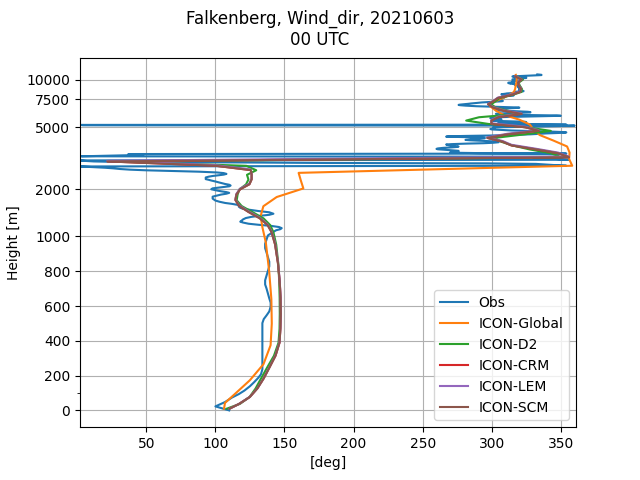 Falkenberg, Wind_dir, 20210603
00 UTC
Height [m]
10000
7500
5000
2000
1000
800
600
400
200
0
50
100
150
200
250
300
350
[deg]
Obs
ICON-Global
ICON-D2
ICON-CRM
ICON-LEM
ICON-SCM